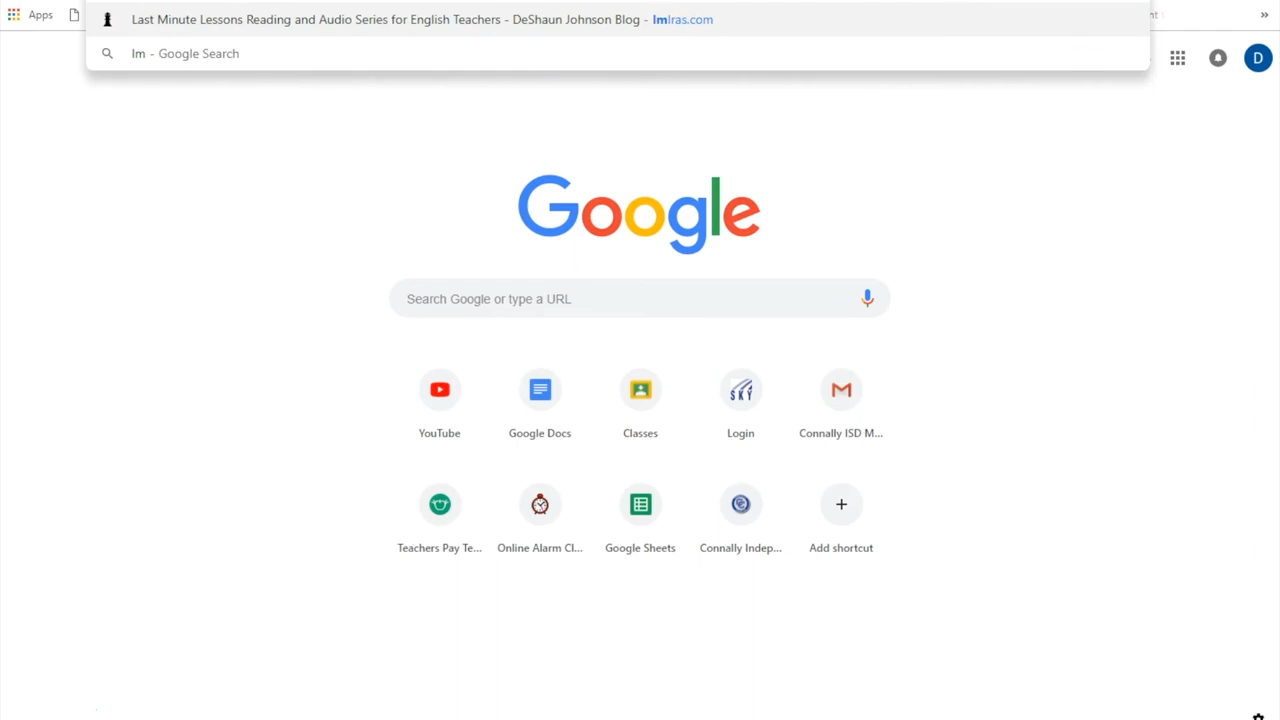 Apps
Last Minute Lessons Reading and Audio Series for English Teachers - DeShaun Johnson Blog - lmlras.com
lm - Google Search
D
Google
Search Google or type a URL
SKY
YouTube
Google Docs
Classes
Login
Connally ISD M...
Teachers Pay Te...
Online Alarm Cl...
Google Sheets
Connally Indep...
Add shortcut